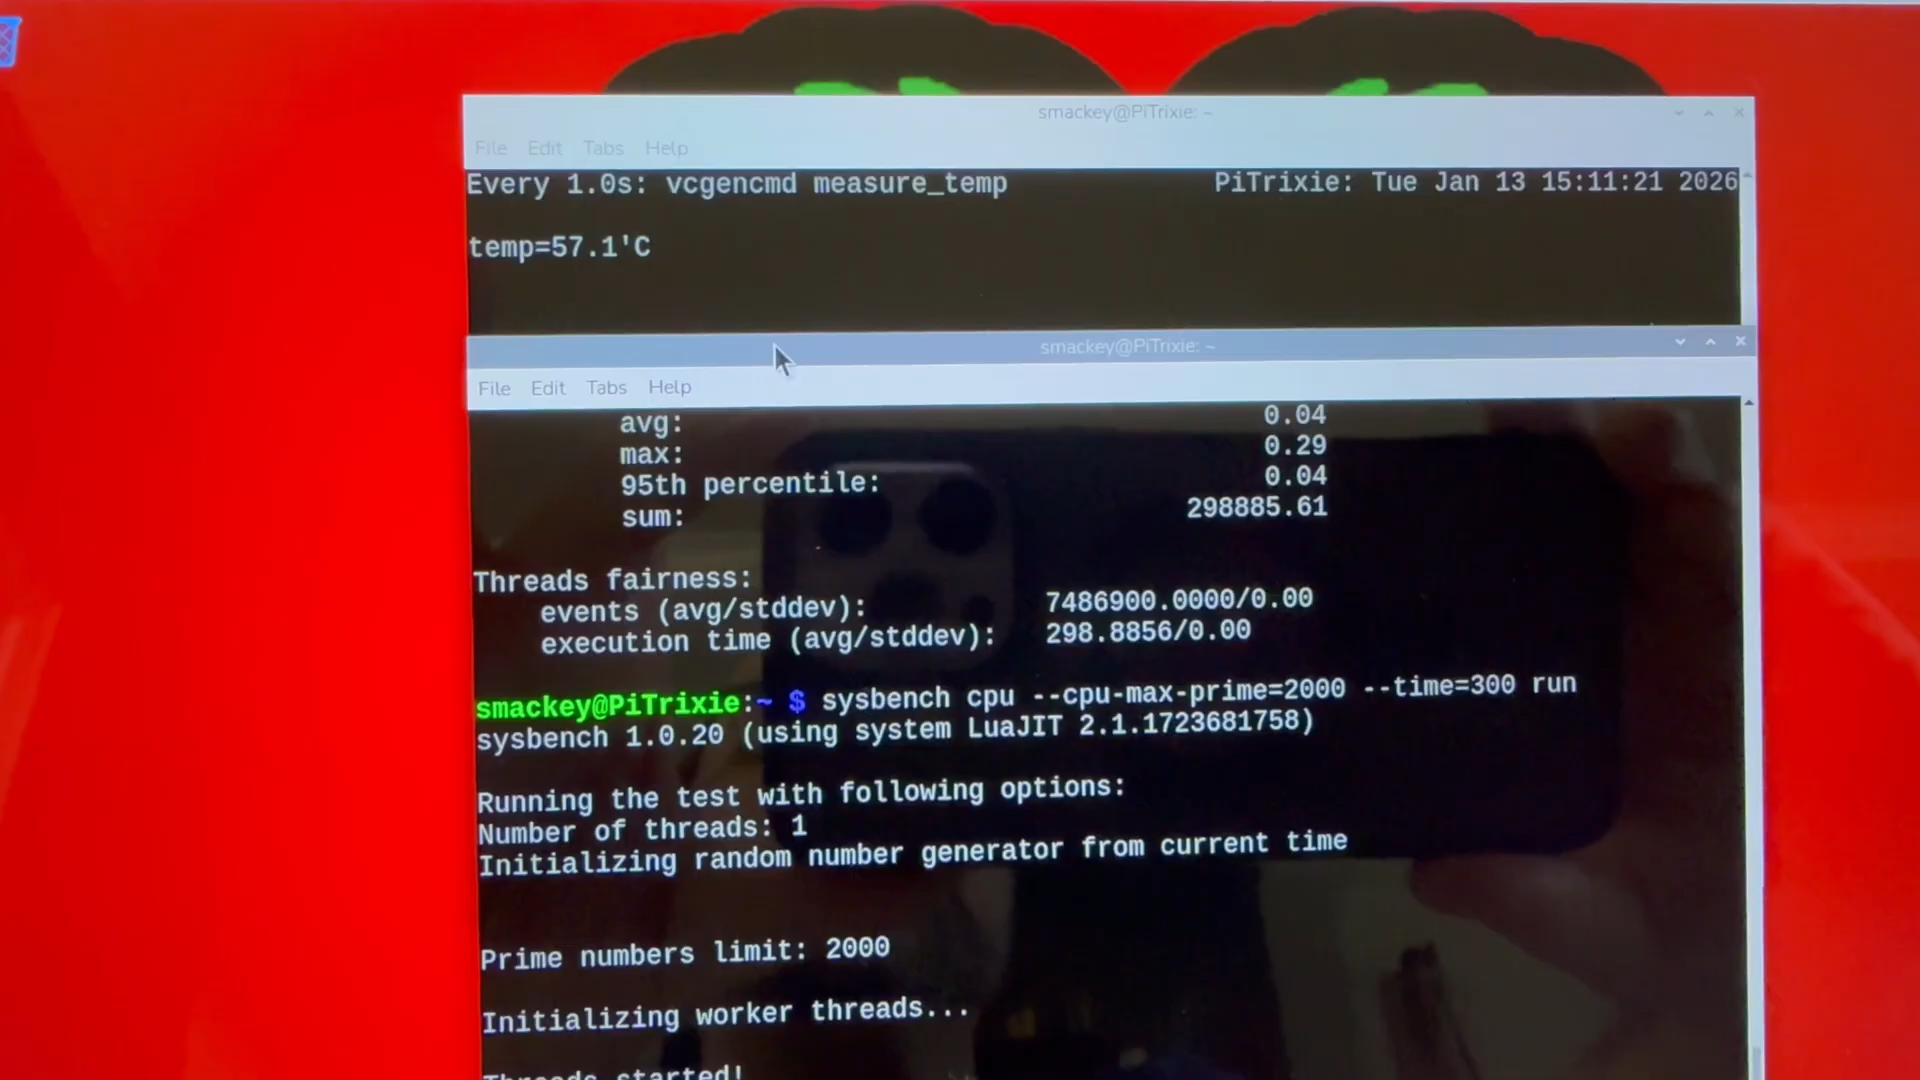 smackey@PiTrixie: ~
File Edit Tabs Help
Every 1.0s: vcgencmd measure_temp PiTrixie: Tue Jan 13 15:11:21 2026
temp=57.1'C
smackey@PiTrixie: ~
File Edit Tabs Help
avg: 0.04
max: 0.29
95th percentile: 0.04
sum: 298885.61
Threads fairness:
events (avg/stddev): 7486900.0000/0.00
execution time (avg/stddev): 298.8856/0.00
smackey@PiTrixie:~ $ sysbench cpu --cpu-max-prime=2000 --time=300 run
sysbench 1.0.20 (using system LuaJIT 2.1.1723681758)
Running the test with following options:
Number of threads: 1
Initializing random number generator from current time
Prime numbers limit: 2000
Initializing worker threads...
Threads started!